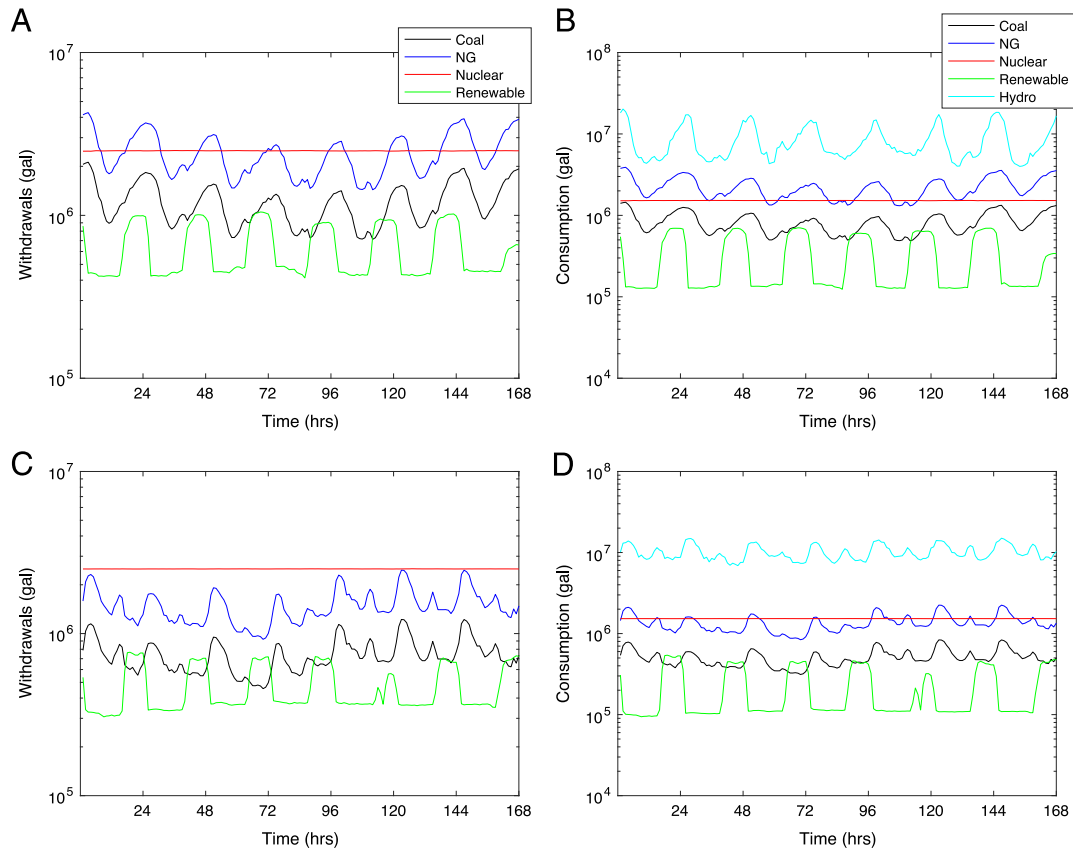 A
Coal
NG
Nuclear
Renewable
10^7
10^6
10^5
Withdrawals (gal)
24 48 72 96 120 144 168
Time (hrs)
B
Coal
NG
Nuclear
Renewable
Hydro
10^8
10^7
10^6
10^5
10^4
Consumption (gal)
24 48 72 96 120 144 168
Time (hrs)
C
10^7
10^6
10^5
Withdrawals (gal)
24 48 72 96 120 144 168
Time (hrs)
D
10^8
10^7
10^6
10^5
10^4
Consumption (gal)
24 48 72 96 120 144 168
Time (hrs)